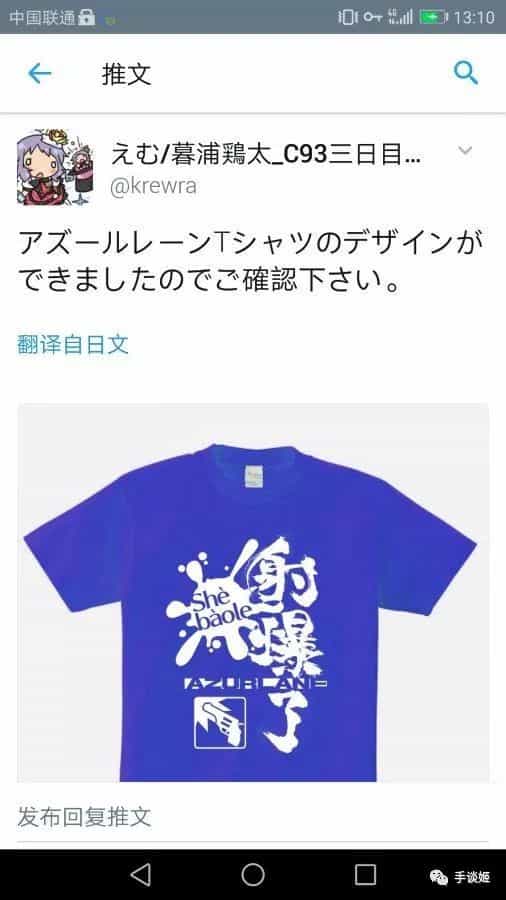 中国联通
4G
13:10
推文
えむ/暮浦鶏太_C93三日目...
@krewra
アズールレーンTシャツのデザインが
できましたのでご確認下さい。
翻译自日文
射爆了
Shè
bàole
AZURLANE
发布回复推文
手谈姬